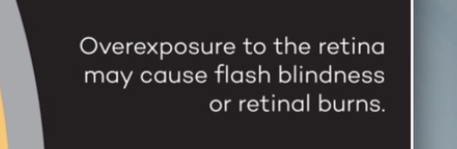 Overexposure to the retina
may cause flash blindness
or retinal burns.